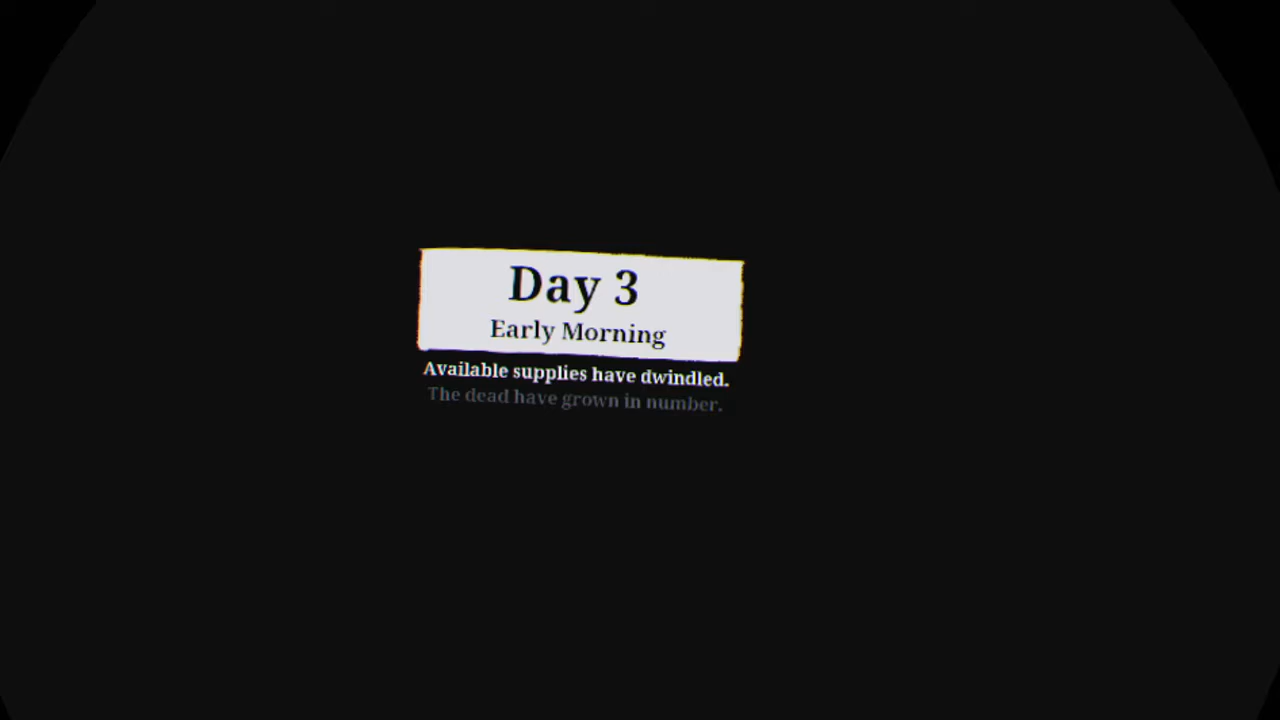 Day 3
Early Morning
Available supplies have dwindled.
The dead have grown in number.